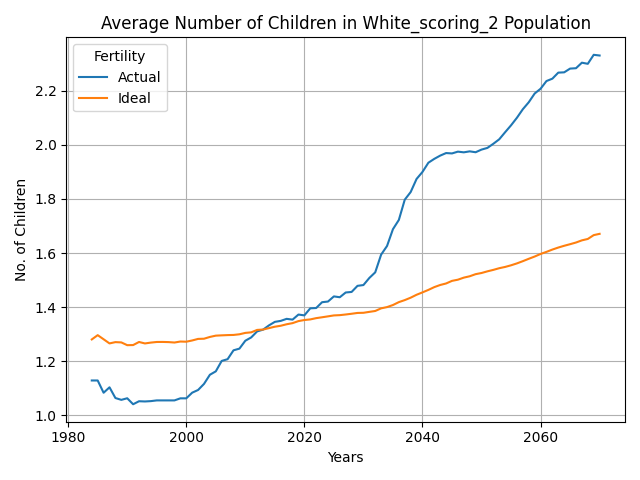 Average Number of Children in White_scoring_2 Population
Fertility
Actual
Ideal
No. of Children
2.2
2.0
1.8
1.6
1.4
1.2
1.0
1980
2000
2020
2040
2060
Years